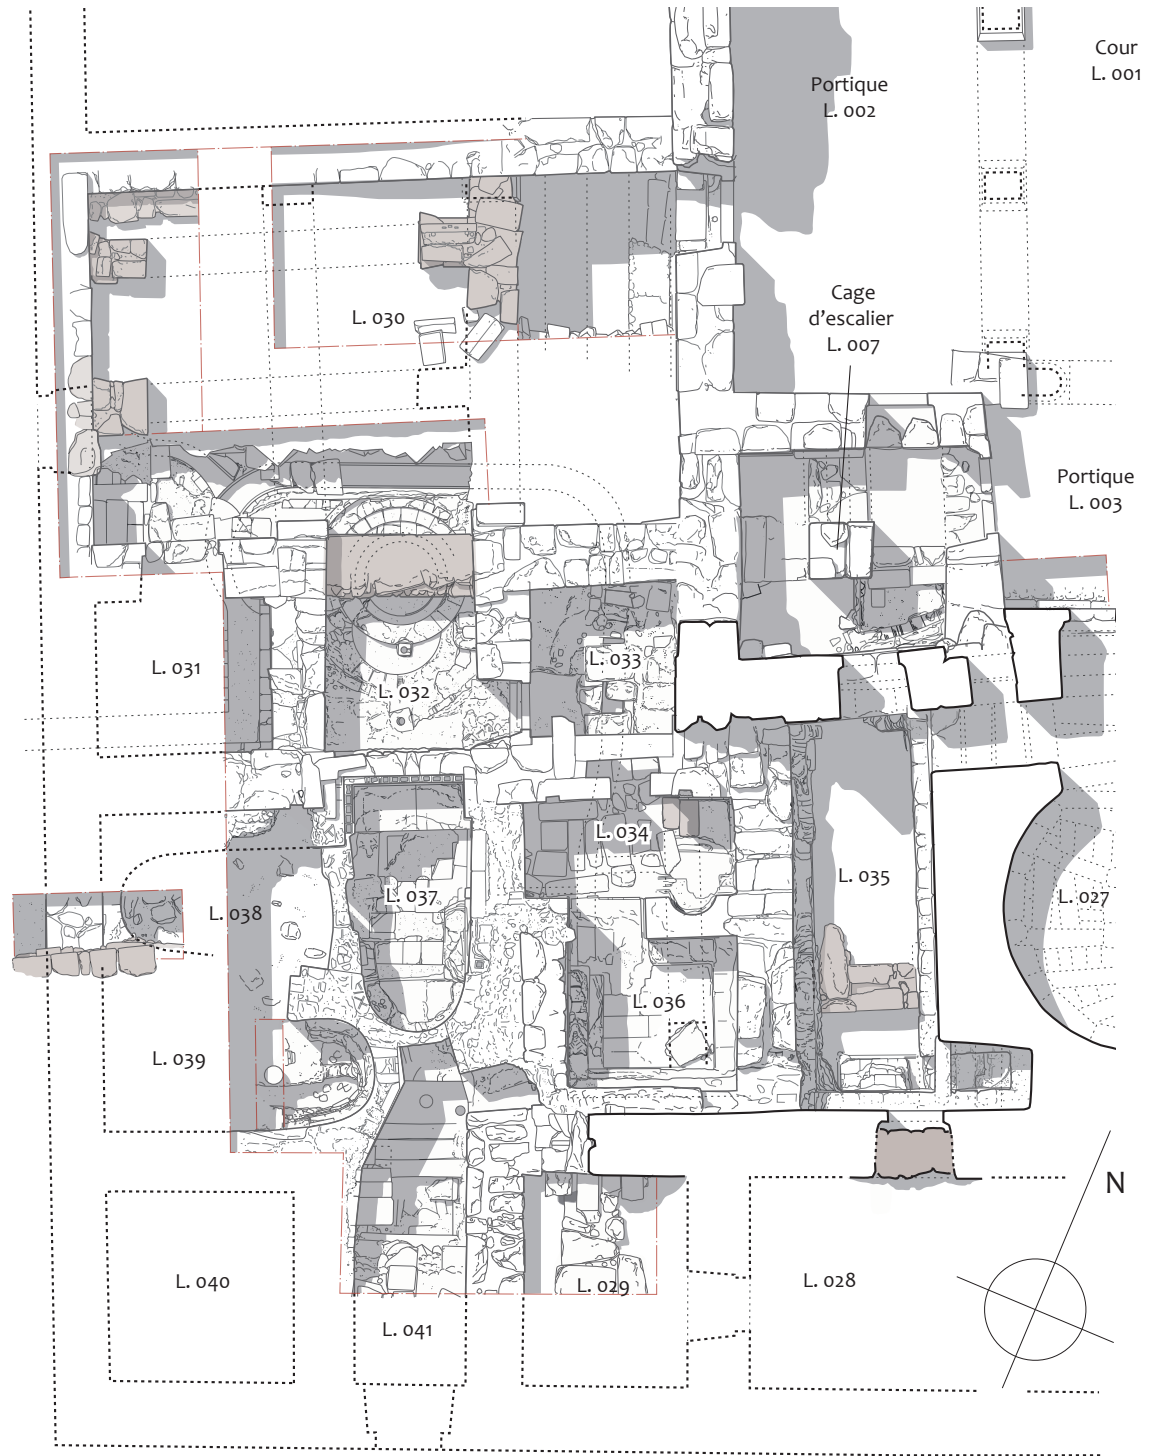 Cour
L. 001
Portique
L. 002
Cage
d'escalier
L. 007
L. 030
Portique
L. 003
L. 031
L. 032
L. 033
L. 034
L. 035
L. 037
L. 027
L. 038
L. 036
L. 039
N
L. 040
L. 029
L. 028
L. 041